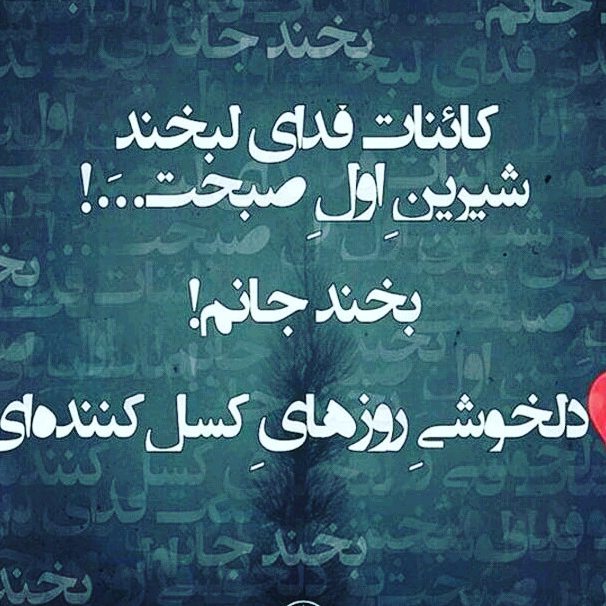 کائنات فدای لبخند
شیرینِ اولِ صبحت...َ.!
بخند جانم!
دلخوشیِ روزهایِ کسل کننده‌ای